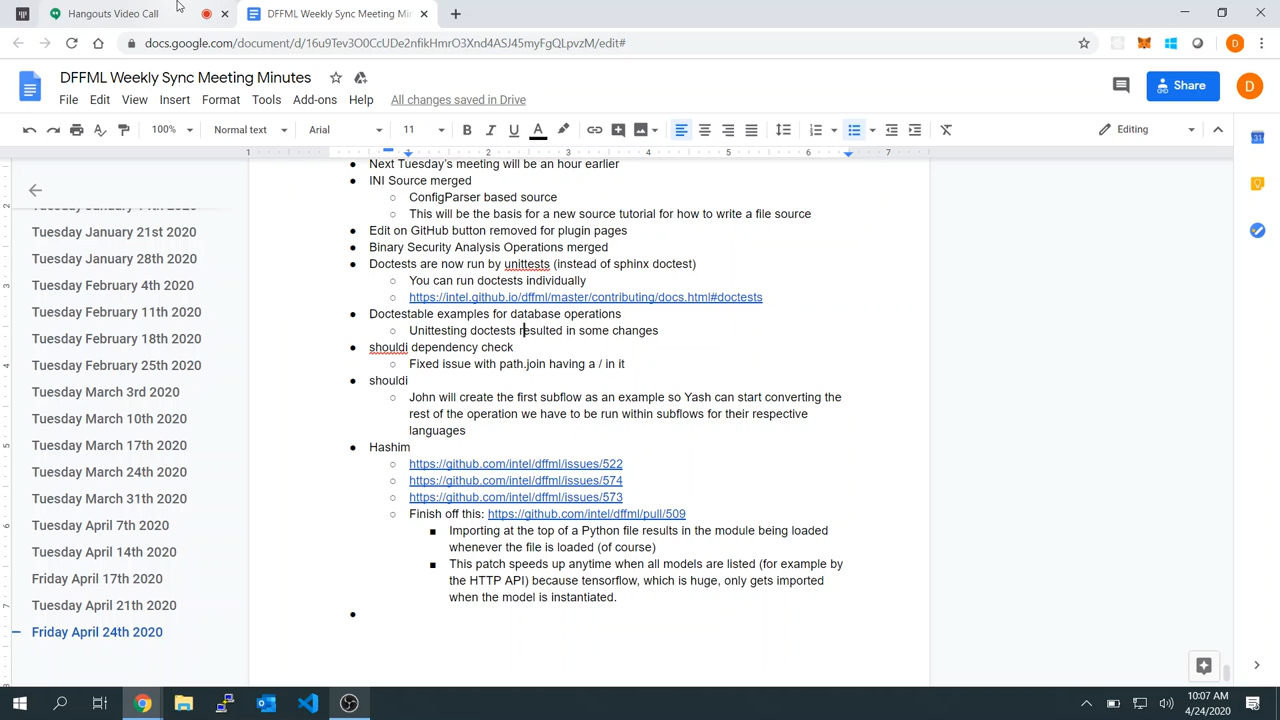 Hangouts Video Call
DFFML Weekly Sync Meeting Min
docs.google.com/document/d/16u9Tev3O0CcUDe2nfikHmrO3Xnd4ASJ45myFgQLpvzM/edit#
D
DFFML Weekly Sync Meeting Minutes
File Edit View Insert Format Tools Add-ons Help All changes saved in Drive
Share
D
100% Normal text Arial 11 Editing
1 1 2 3 4 5 6 7
Tuesday January 21st 2020
Tuesday January 28th 2020
Tuesday February 4th 2020
Tuesday February 11th 2020
Tuesday February 18th 2020
Tuesday February 25th 2020
Tuesday March 3rd 2020
Tuesday March 10th 2020
Tuesday March 17th 2020
Tuesday March 24th 2020
Tuesday March 31th 2020
Tuesday April 7th 2020
Tuesday April 14th 2020
Friday April 17th 2020
Tuesday April 21th 2020
Friday April 24th 2020
● Next Tuesday's meeting will be an hour earlier
● INI Source merged
○ ConfigParser based source
○ This will be the basis for a new source tutorial for how to write a file source
● Edit on GitHub button removed for plugin pages
● Binary Security Analysis Operations merged
● Doctests are now run by unittests (instead of sphinx doctest)
○ You can run doctests individually
○ https://intel.github.io/dffml/master/contributing/docs.html#doctests
● Doctestable examples for database operations
○ Unittesting doctests resulted in some changes
● shouldi dependency check
○ Fixed issue with path.join having a / in it
● shouldi
○ John will create the first subflow as an example so Yash can start converting the
rest of the operation we have to be run within subflows for their respective
languages
● Hashim
○ https://github.com/intel/dffml/issues/522
○ https://github.com/intel/dffml/issues/574
○ https://github.com/intel/dffml/issues/573
○ Finish off this: https://github.com/intel/dffml/pull/509
■ Importing at the top of a Python file results in the module being loaded
whenever the file is loaded (of course)
■ This patch speeds up anytime when all models are listed (for example by
the HTTP API) because tensorflow, which is huge, only gets imported
when the model is instantiated.
●
10:07 AM
4/24/2020